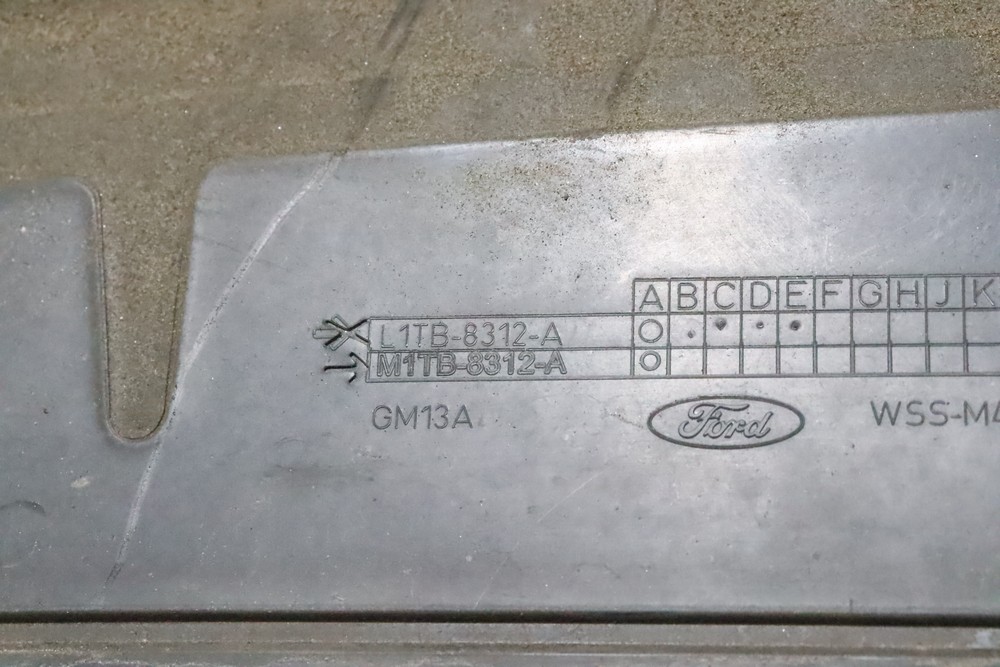 A B C D E F G H J K
L1TB-8312-A
M1TB-8312-A
GM13A Ford WSS-M4